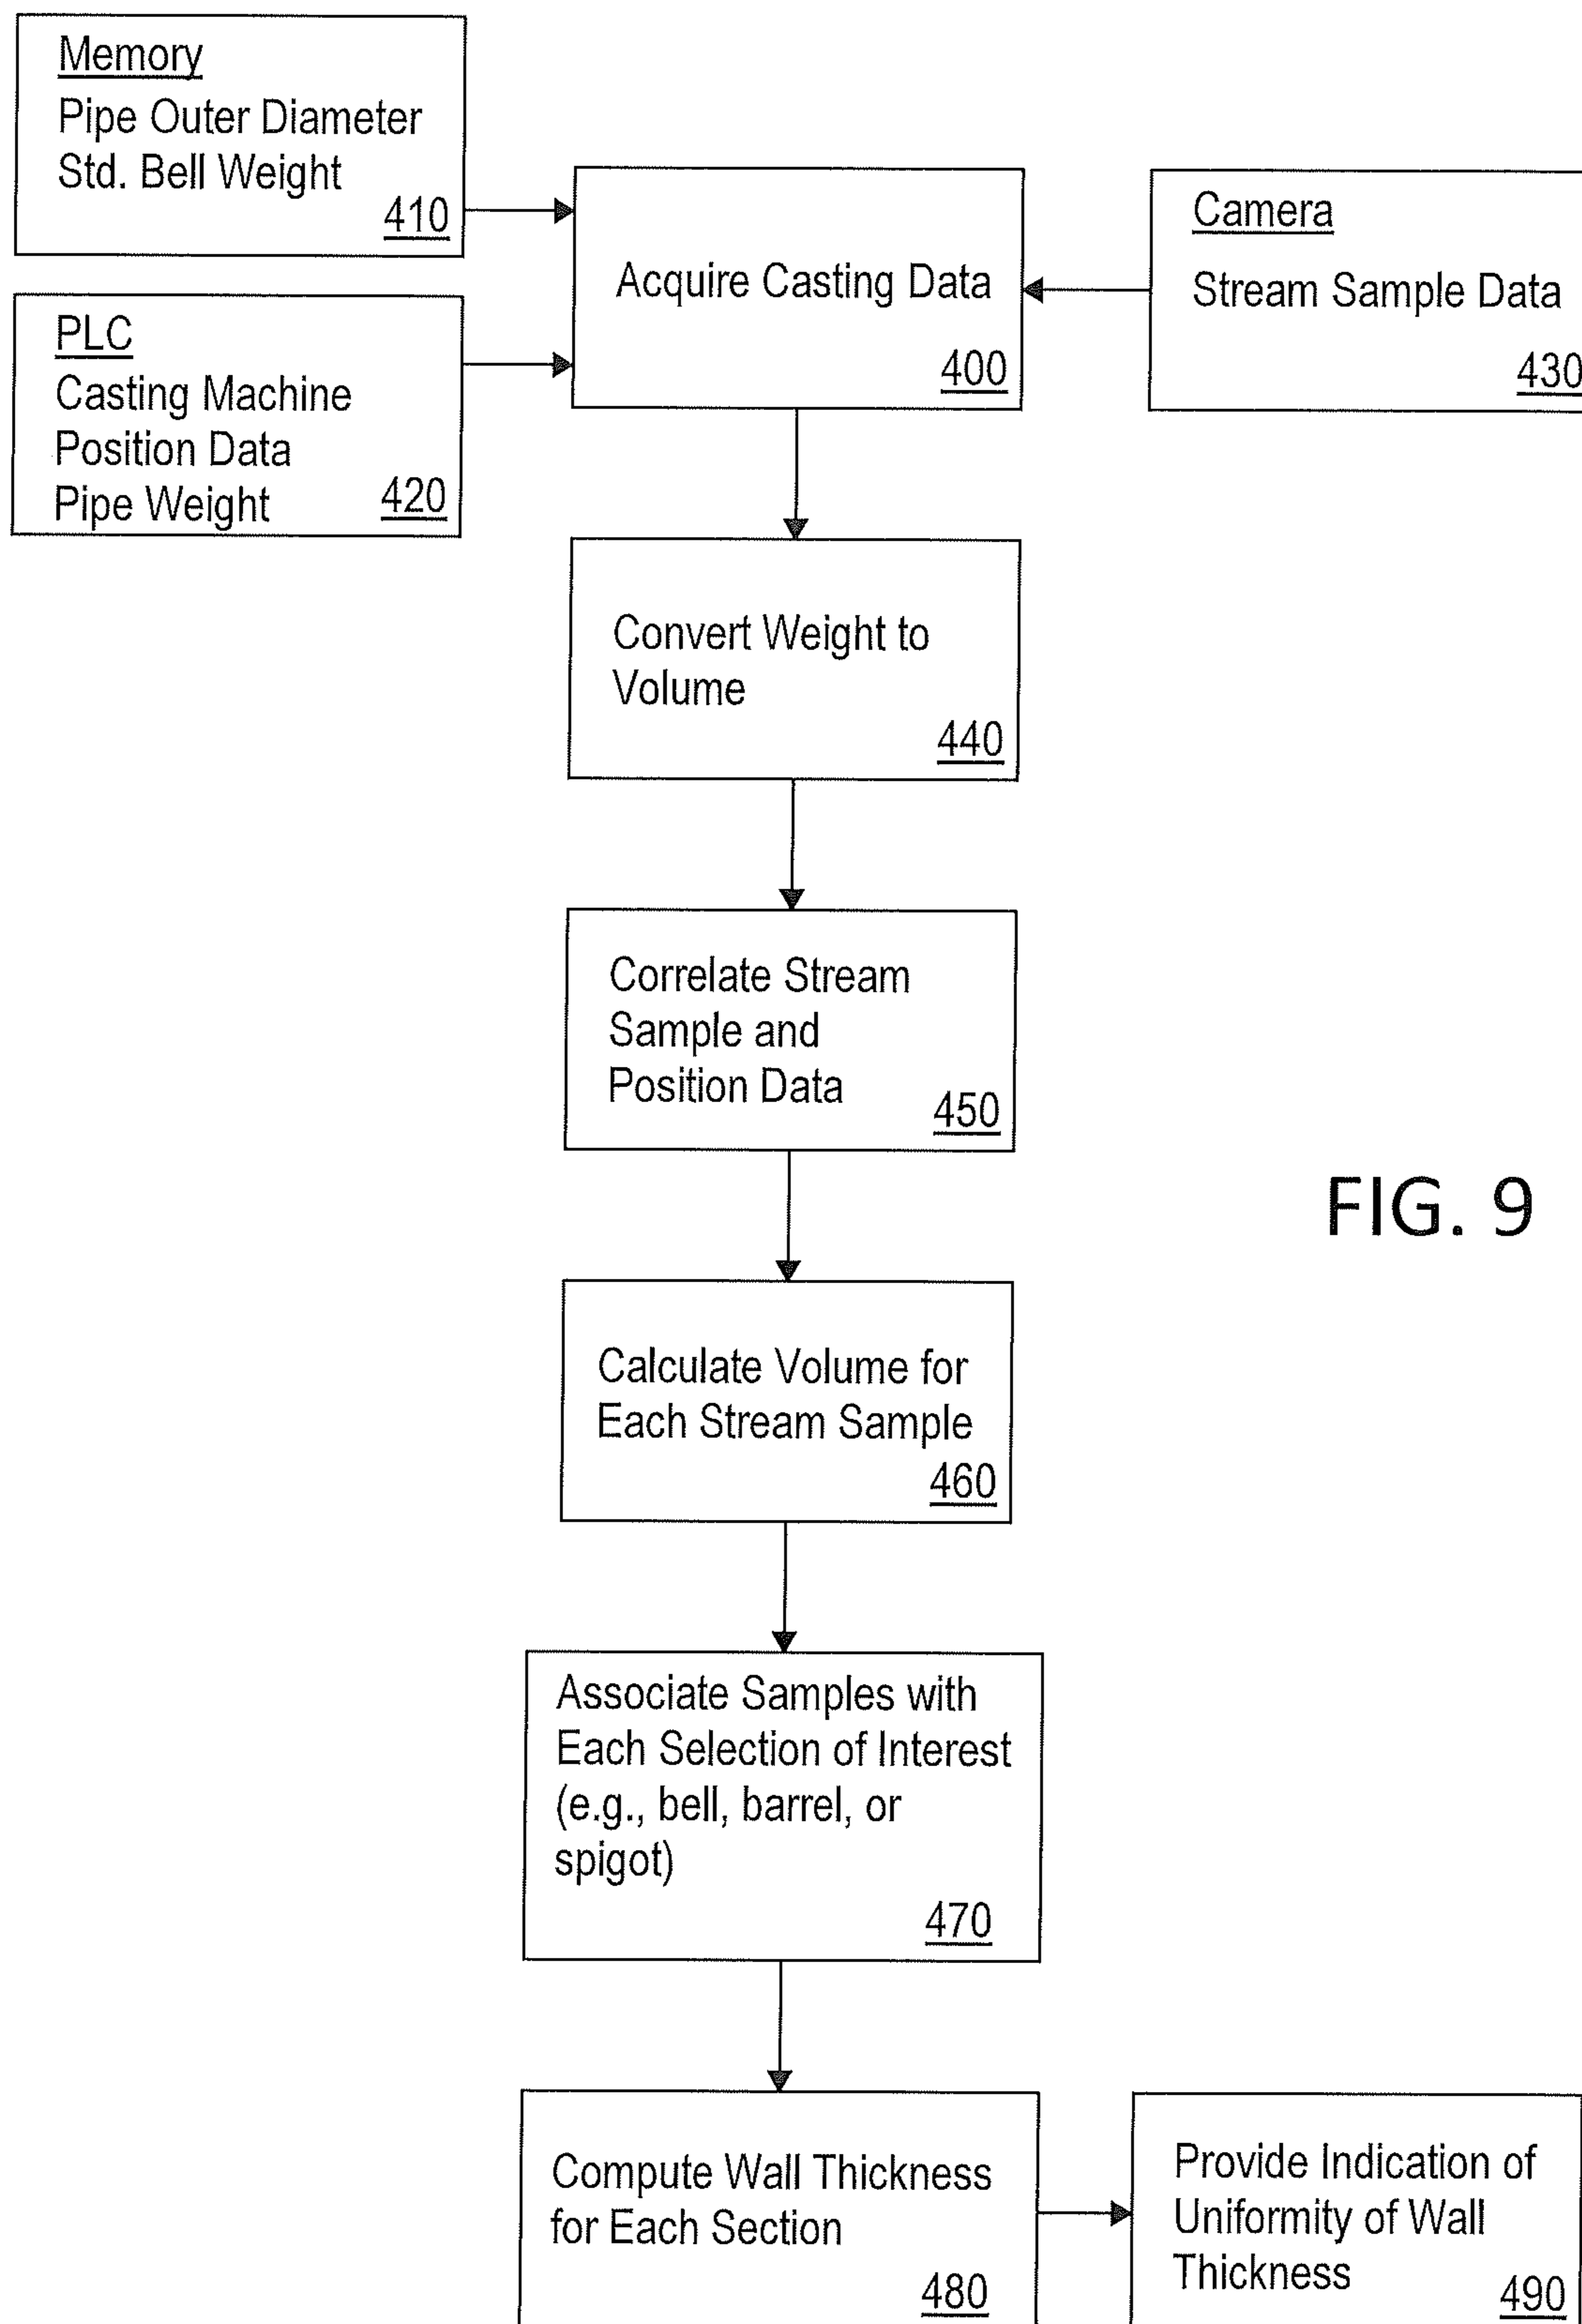 Memory
Pipe Outer Diameter
Std. Bell Weight
410
PLC
Casting Machine
Position Data
Pipe Weight
420
Acquire Casting Data
400
Camera
Stream Sample Data
430
Convert Weight to
Volume
440
Correlate Stream
Sample and
Position Data
450
FIG. 9
Calculate Volume for
Each Stream Sample
460
Associate Samples with
Each Selection of Interest
(e.g., bell, barrel, or
spigot)
470
Compute Wall Thickness
for Each Section
480
Provide Indication of
Uniformity of Wall
Thickness
490